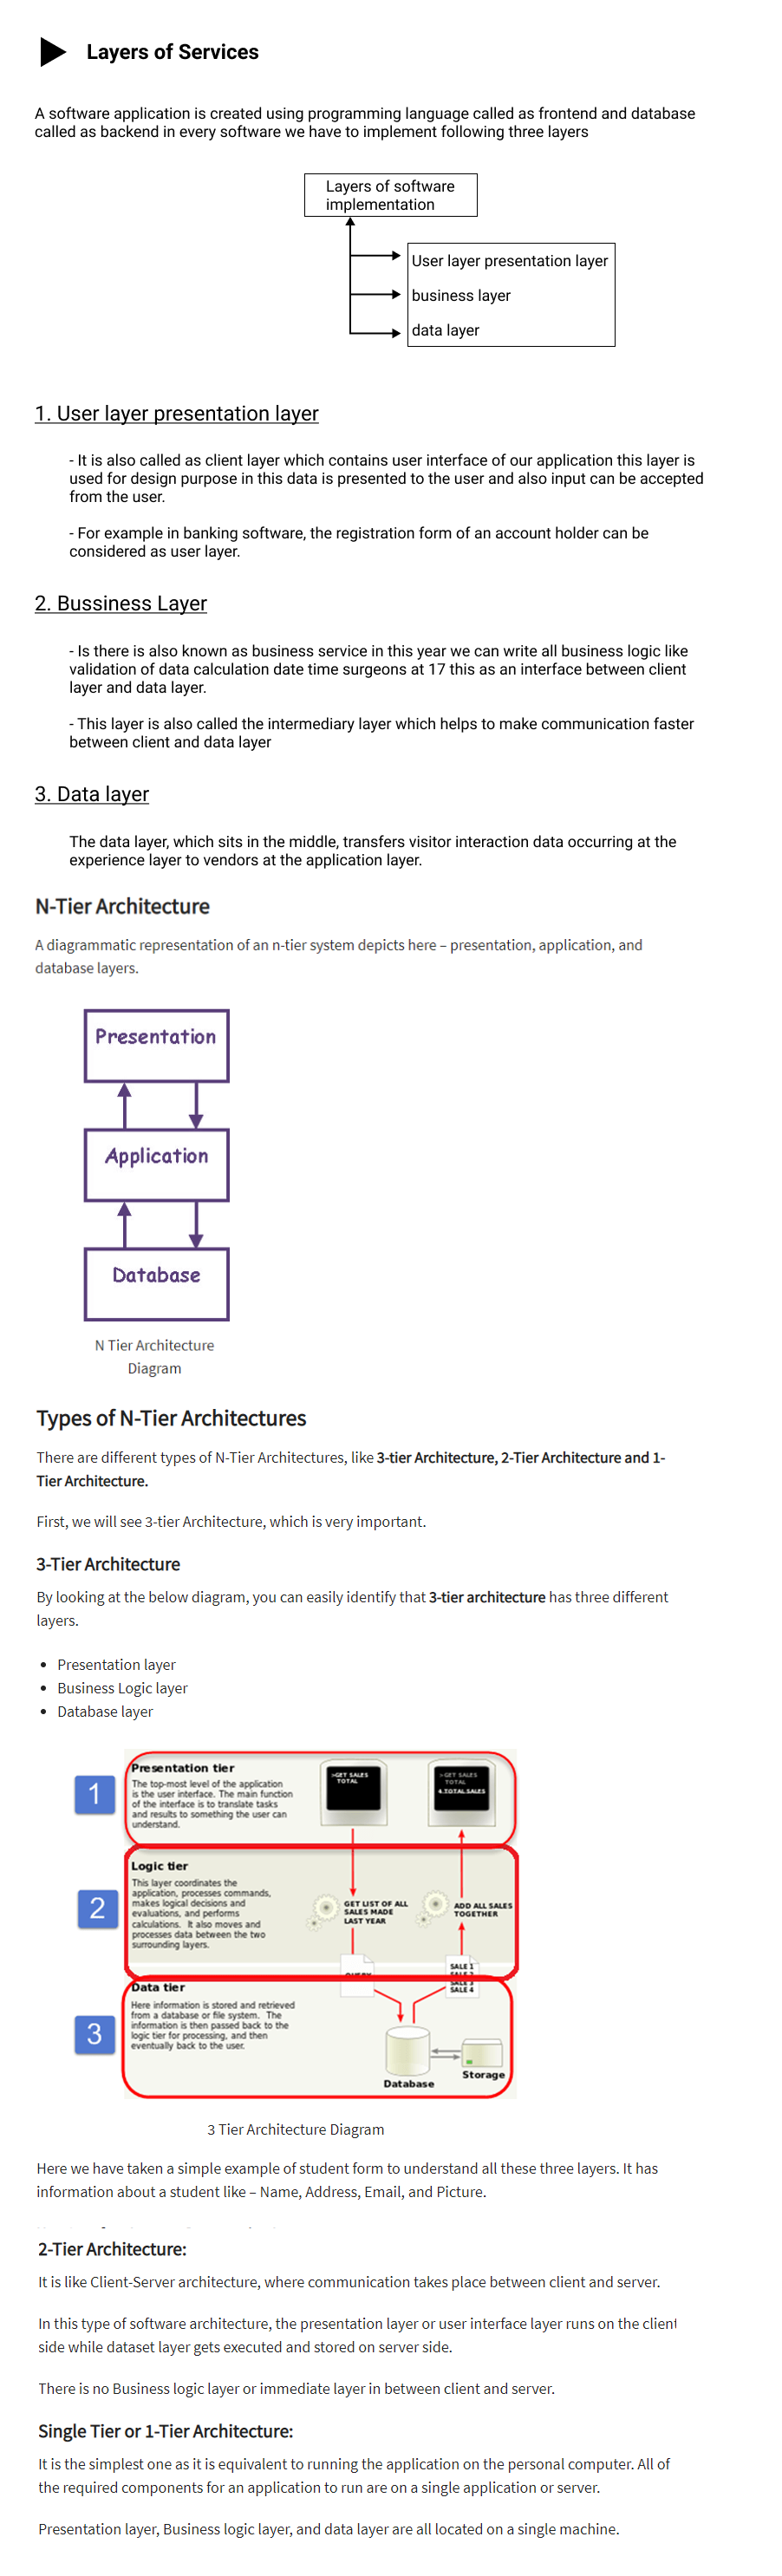 Layers of Services
A software application is created using programming language called as frontend and database
called as backend in every software we have to implement following three layers
Layers of software
implementation
User layer presentation layer
business layer
data layer
1. User layer presentation layer
- It is also called as client layer which contains user interface of our application this layer is
used for design purpose in this data is presented to the user and also input can be accepted
from the user.
- For example in banking software, the registration form of an account holder can be
considered as user layer.
2. Bussiness Layer
- Is there is also known as business service in this year we can write all business logic like
validation of data calculation date time surgeons at 17 this as an interface between client
layer and data layer.
- This layer is also called the intermediary layer which helps to make communication faster
between client and data layer
3. Data layer
The data layer, which sits in the middle, transfers visitor interaction data occurring at the
experience layer to vendors at the application layer.
N-Tier Architecture
A diagrammatic representation of an n-tier system depicts here – presentation, application, and
database layers.
Presentation
Application
Database
N Tier Architecture
Diagram
Types of N-Tier Architectures
There are different types of N-Tier Architectures, like 3-tier Architecture, 2-Tier Architecture and 1-
Tier Architecture.
First, we will see 3-tier Architecture, which is very important.
3-Tier Architecture
By looking at the below diagram, you can easily identify that 3-tier architecture has three different
layers.
• Presentation layer
• Business Logic layer
• Database layer
1
Presentation tier
The top-most level of the application
is the user interface. The main function
of the interface is to translate tasks
and results to something the user can
understand.
>GET SALES
TOTAL
>GET SALES
TOTAL
4.TOTAL SALES
2
Logic tier
This layer coordinates the
application, processes commands,
makes logical decisions and
evaluations, and performs
calculations. It also moves and
processes data between the two
surrounding layers.
GET LIST OF ALL
SALES MADE
LAST YEAR
ADD ALL SALES
TOGETHER
QUERY
SALE 1
SALE 2
SALE 3
SALE 4
3
Data tier
Here information is stored and retrieved
from a database or file system. The
information is then passed back to the
logic tier for processing, and then
eventually back to the user.
Database
Storage
3 Tier Architecture Diagram
Here we have taken a simple example of student form to understand all these three layers. It has
information about a student like – Name, Address, Email, and Picture.
2-Tier Architecture:
It is like Client-Server architecture, where communication takes place between client and server.
In this type of software architecture, the presentation layer or user interface layer runs on the client
side while dataset layer gets executed and stored on server side.
There is no Business logic layer or immediate layer in between client and server.
Single Tier or 1-Tier Architecture:
It is the simplest one as it is equivalent to running the application on the personal computer. All of
the required components for an application to run are on a single application or server.
Presentation layer, Business logic layer, and data layer are all located on a single machine.